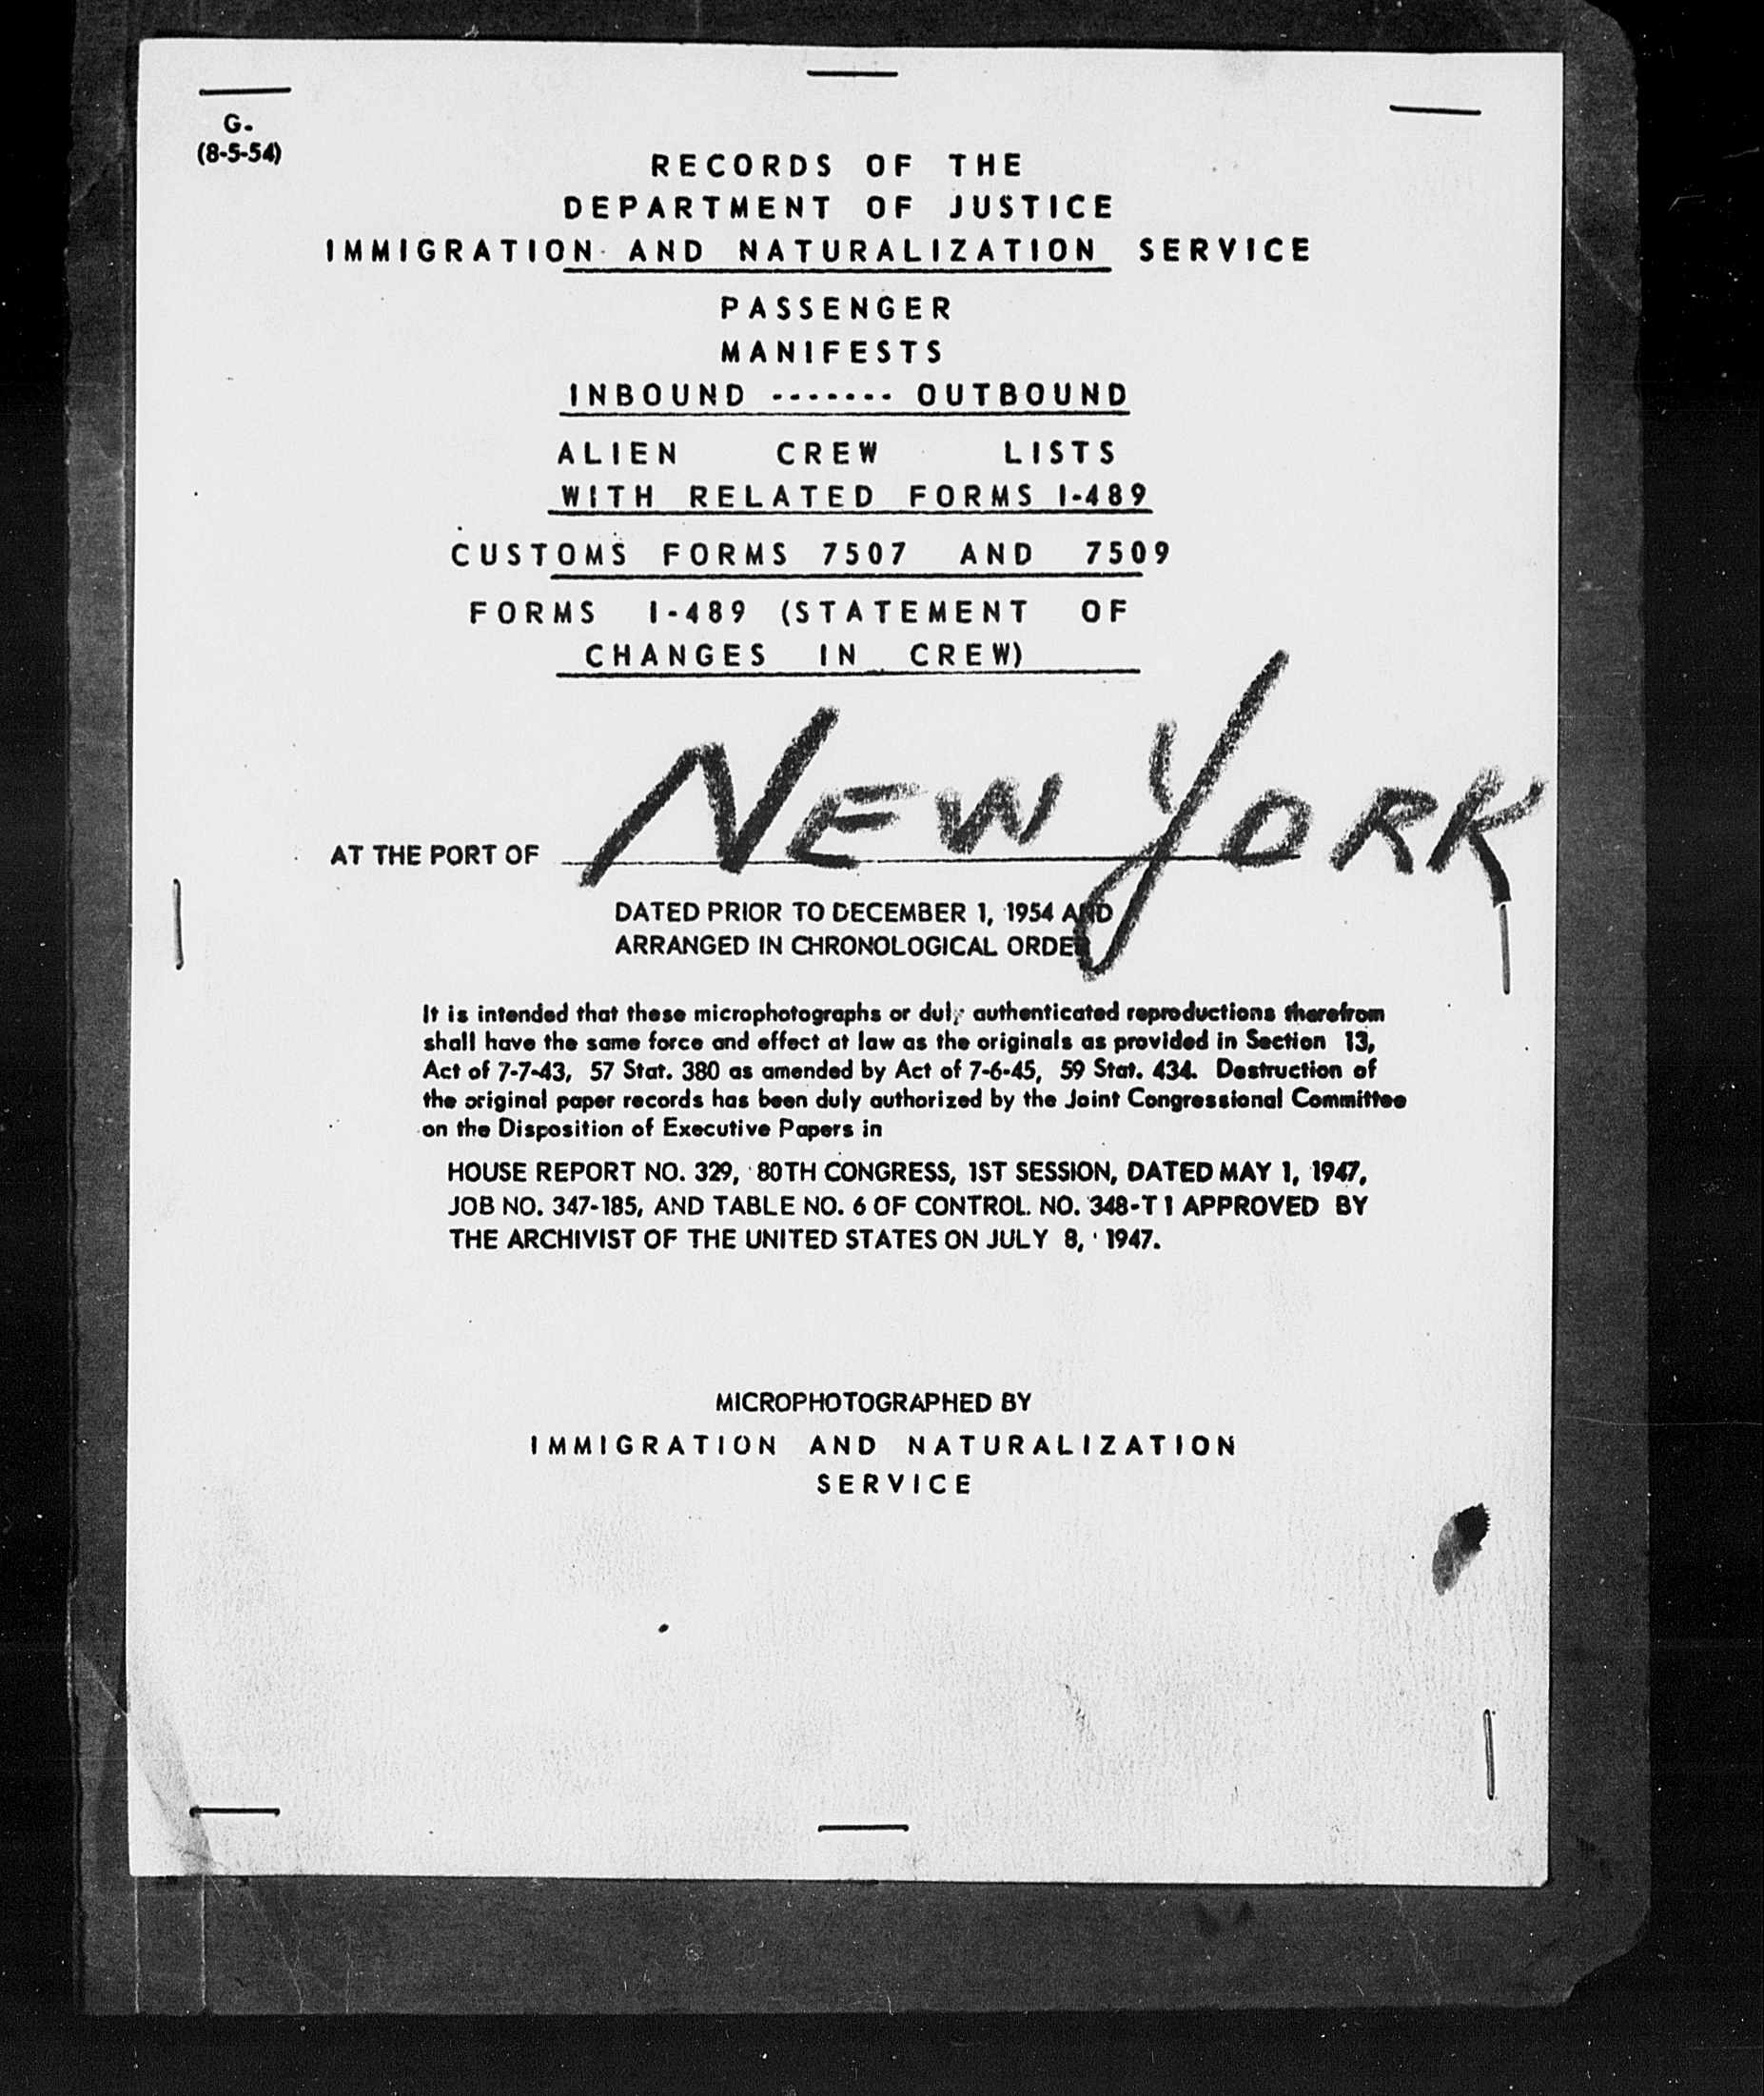 G.
(8-5-54)
RECORDS OF THE
DEPARTMENT OF JUSTICE
IMMIGRATION AND NATURALIZATION SERVICE
PASSENGER
MANIFESTS
INBOUND ------- OUTBOUND
ALIEN CREW LISTS
WITH RELATED FORMS I-489
CUSTOMS FORMS 7507 AND 7509
FORMS I-489 (STATEMENT OF
CHANGES IN CREW)
AT THE PORT OF NEW YORK
DATED PRIOR TO DECEMBER 1, 1954 AND
ARRANGED IN CHRONOLOGICAL ORDER
It is intended that these microphotographs or duly authenticated reproductions therefrom
shall have the same force and effect at law as the originals as provided in Section 13,
Act of 7-7-43, 57 Stat. 380 as amended by Act of 7-6-45, 59 Stat. 434. Destruction of
the original paper records has been duly authorized by the Joint Congressional Committee
on the Disposition of Executive Papers in
HOUSE REPORT NO. 329, 80TH CONGRESS, 1ST SESSION, DATED MAY 1, 1947,
JOB NO. 347-185, AND TABLE NO. 6 OF CONTROL. NO. 348-T1 APPROVED BY
THE ARCHIVIST OF THE UNITED STATES ON JULY 8, 1947.
MICROPHOTOGRAPHED BY
IMMIGRATION AND NATURALIZATION
SERVICE